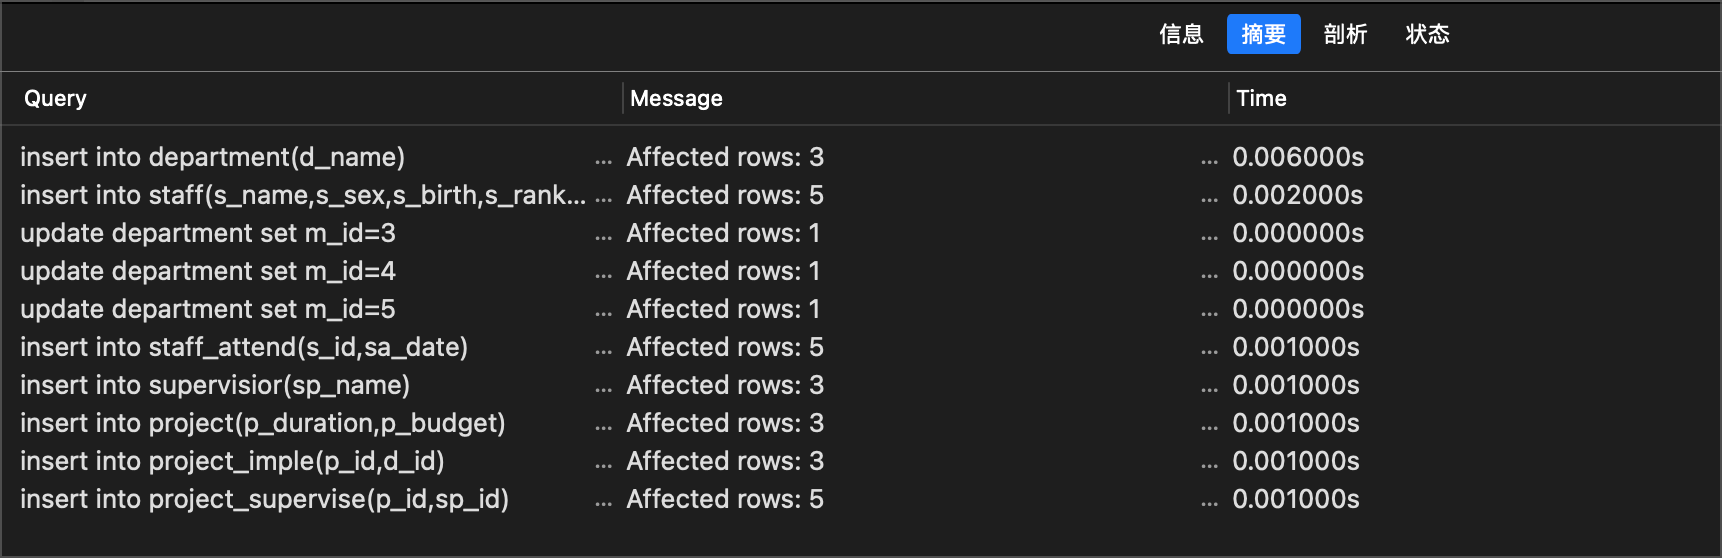 信息 摘要 剖析 状态
Query Message Time
insert into department(d_name) ... Affected rows: 3 ... 0.006000s
insert into staff(s_name,s_sex,s_birth,s_rank... ... Affected rows: 5 ... 0.002000s
update department set m_id=3 ... Affected rows: 1 ... 0.000000s
update department set m_id=4 ... Affected rows: 1 ... 0.000000s
update department set m_id=5 ... Affected rows: 1 ... 0.000000s
insert into staff_attend(s_id,sa_date) ... Affected rows: 5 ... 0.001000s
insert into supervisior(sp_name) ... Affected rows: 3 ... 0.001000s
insert into project(p_duration,p_budget) ... Affected rows: 3 ... 0.001000s
insert into project_imple(p_id,d_id) ... Affected rows: 3 ... 0.001000s
insert into project_supervise(p_id,sp_id) ... Affected rows: 5 ... 0.001000s